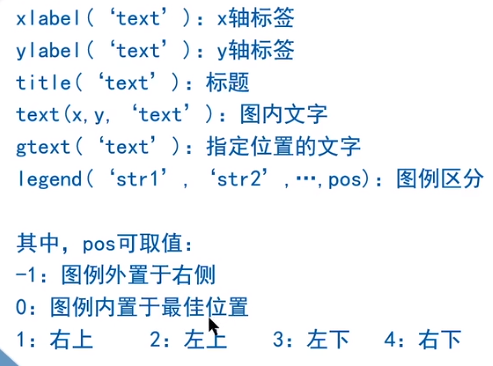 xlabel(‘text’)：x轴标签
ylabel(‘text’)：y轴标签
title(‘text’)：标题
text(x,y,‘text’)：图内文字
gtext(‘text’)：指定位置的文字
legend(‘str1’,‘str2’,…,pos)：图例区分
其中，pos可取值：
-1：图例外置于右侧
0：图例内置于最佳位置
1：右上 2：左上 3：左下 4：右下